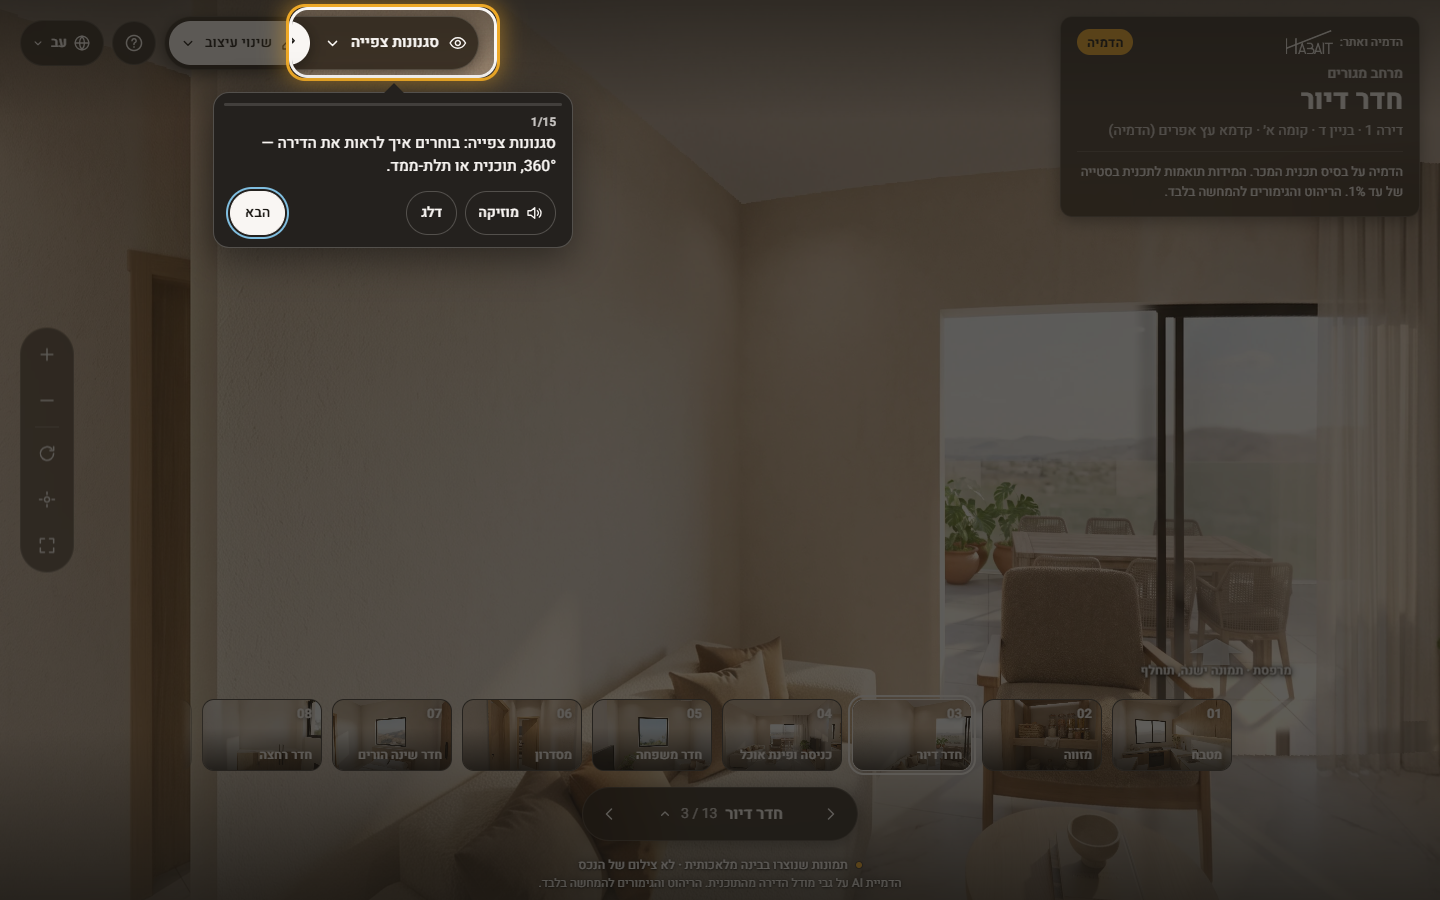 הדמיה ואתר: HABAIT
הדמיה
מרחב מגורים
חדר דיור
דירה 1 · בניין ד · קומה א' · קדמא עץ אפרים (הדמיה)
הדמיה על בסיס תכנית המכר. המידות תואמות לתכנית בסטייה
של עד 1%. הריהוט והגימורים להמחשה בלבד.
סגנונות צפייה
שינוי עיצוב
עב
1/15
סגנונות צפייה: בוחרים איך לראות את הדירה —
360°, תוכנית או תלת-ממד.
מוזיקה
דלג
הבא
מרפסת · תמונה ישנה, תוחלף
01 מטבח
02 מזווה
03 חדר דיור
04 כניסה ופינת אוכל
05 חדר משפחה
06 מסדרון
07 חדר שינה הורים
08 חדר רחצה
חדר דיור 3 / 13
תמונות שנוצרו בבינה מלאכותית · לא צילום של הנכס
הדמיית AI על גבי מודל הדירה מהתוכנית. הריהוט והגימורים להמחשה בלבד.